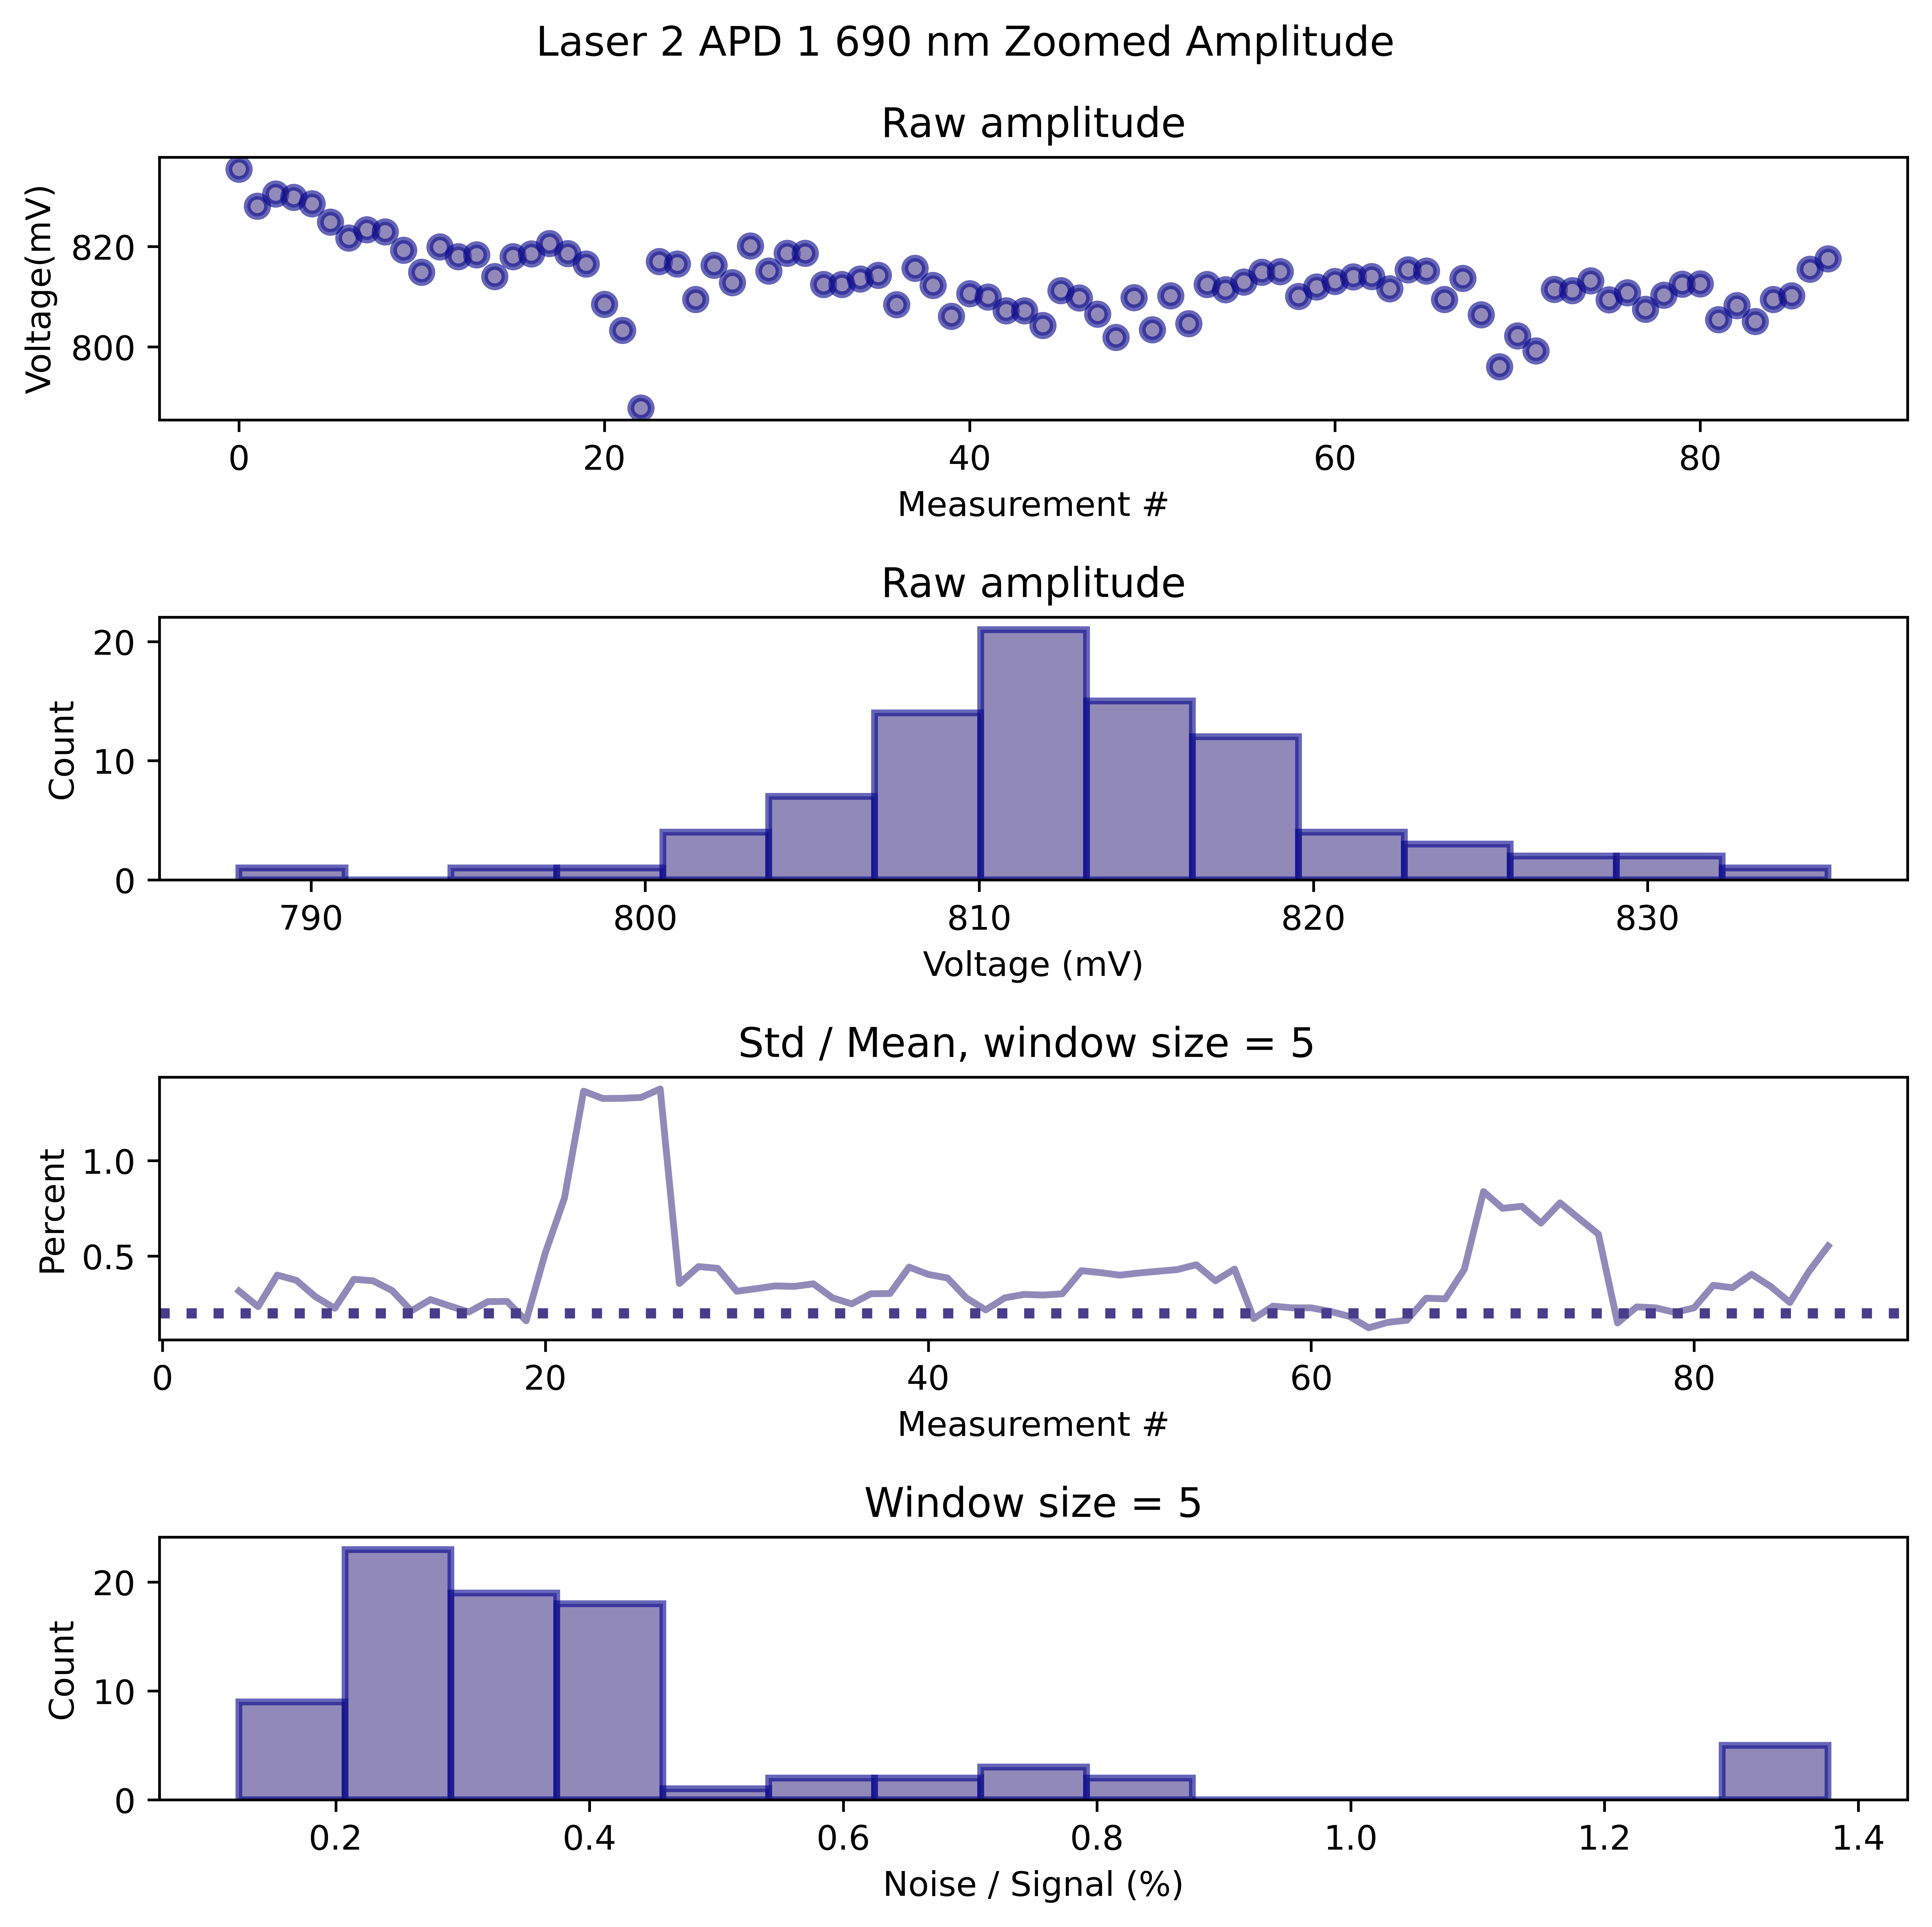 Laser 2 APD 1 690 nm Zoomed Amplitude
Raw amplitude
Voltage(mV)
820
800
0 20 40 60 80
Measurement #
Raw amplitude
Count
20
10
0
790 800 810 820 830
Voltage (mV)
Std / Mean, window size = 5
Percent
1.0
0.5
0 20 40 60 80
Measurement #
Window size = 5
Count
20
10
0
0.2 0.4 0.6 0.8 1.0 1.2 1.4
Noise / Signal (%)